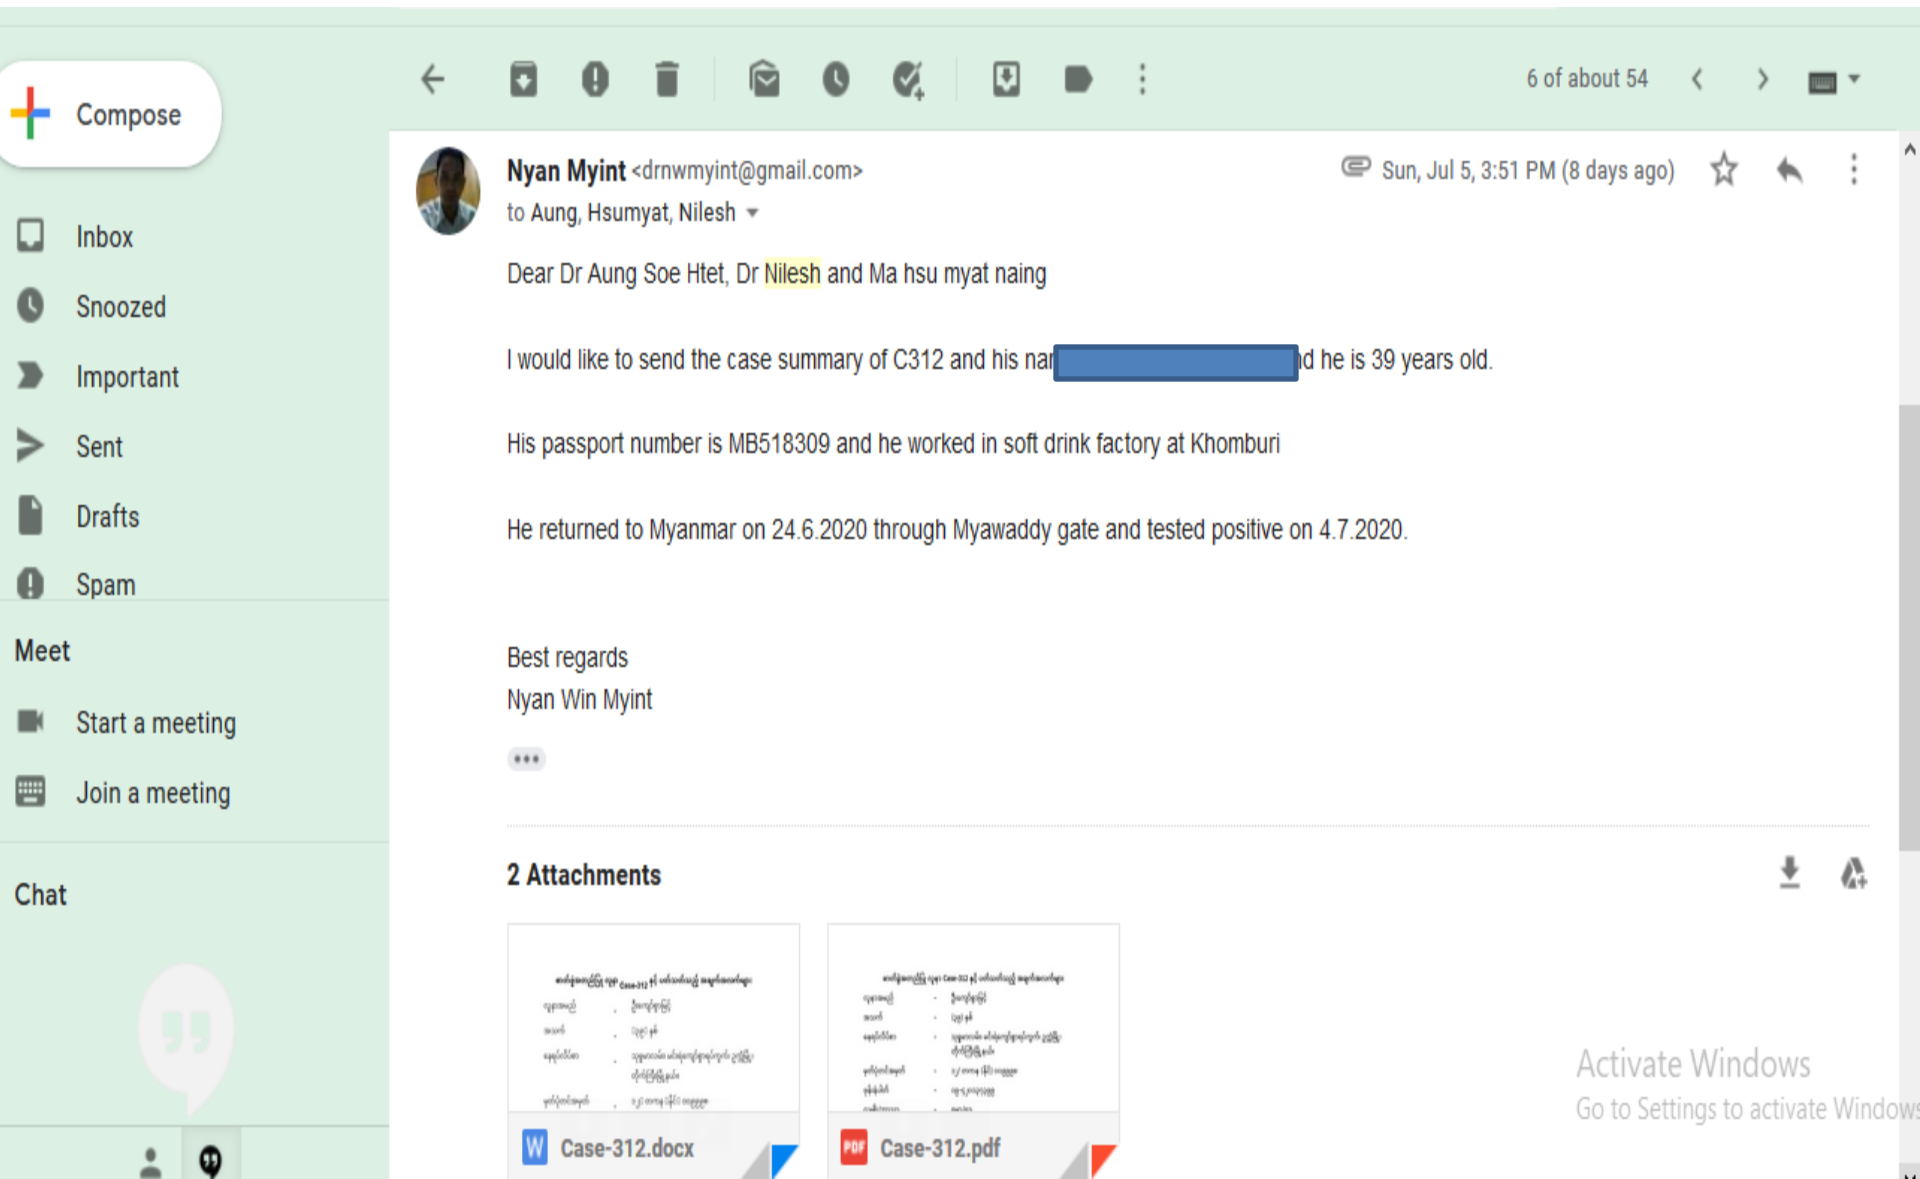 Compose
6 of about 54
Inbox
Snoozed
Important
Sent
Drafts
Spam
Meet
Start a meeting
Join a meeting
Chat
Nyan Myint <drnwmyint@gmail.com>
Sun, Jul 5, 3:51 PM (8 days ago)
to Aung, Hsumyat, Nilesh
Dear Dr Aung Soe Htet, Dr Nilesh and Ma hsu myat naing
I would like to send the case summary of C312 and his he is 39 years old.
His passport number is MB518309 and he worked in soft drink factory at Khomburi
He returned to Myanmar on 24.6.2020 through Myawaddy gate and tested positive on 4.7.2020.
Best regards
Nyan Win Myint
2 Attachments
W Case-312.docx
PDF Case-312.pdf
Activate Windows
Go to Settings to activate Windows